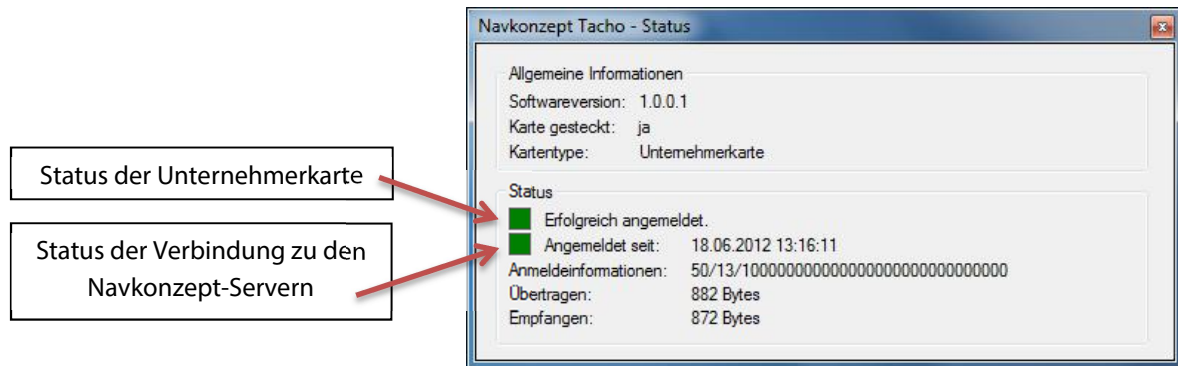 Navkonzept Tacho - Status
Allgemeine Informationen
Softwareversion: 1.0.0.1
Karte gesteckt: ja
Kartentype: Unternehmerkarte
Status der Unternehmerkarte
Status der Verbindung zu den
Navkonzept-Servern
Status
Erfolgreich angemeldet.
Angemeldet seit: 18.06.2012 13:16:11
Anmeldeinformationen: 50/13/1000000000000000000000000000000
Übertragen: 882 Bytes
Empfangen: 872 Bytes